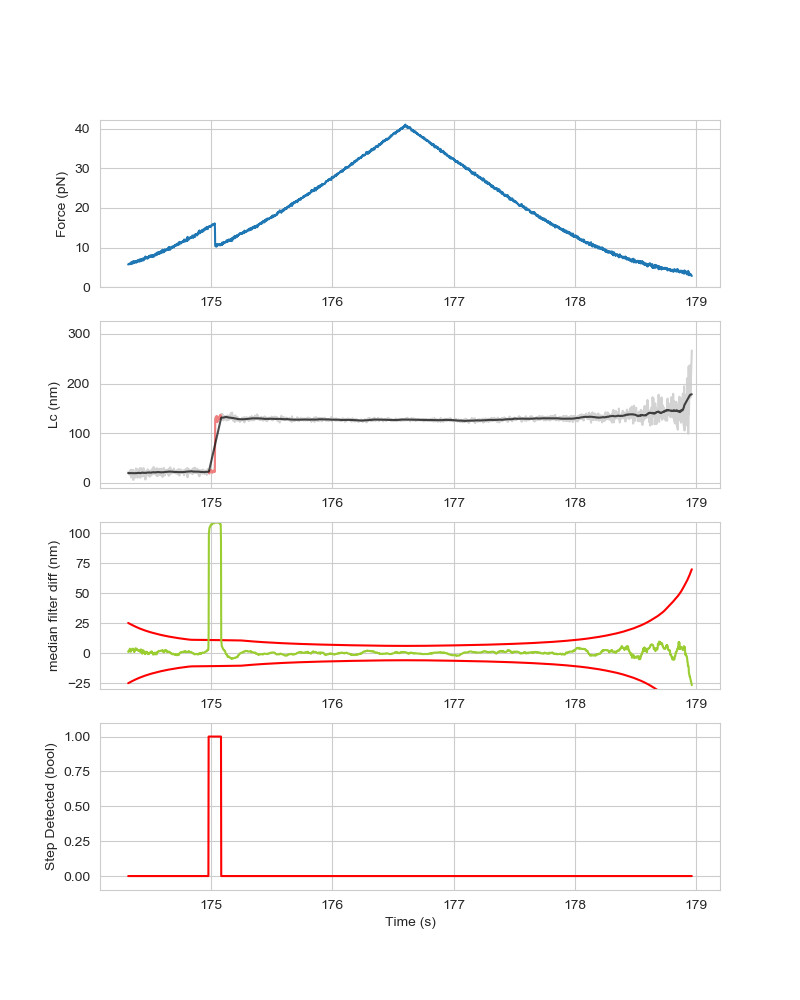 40
30
20
10
0
Force (pN)
175 176 177 178 179
300
200
100
0
Lc (nm)
175 176 177 178 179
100
75
50
25
0
−25
median filter diff (nm)
175 176 177 178 179
1.00
0.75
0.50
0.25
0.00
Step Detected (bool)
175 176 177 178 179
Time (s)